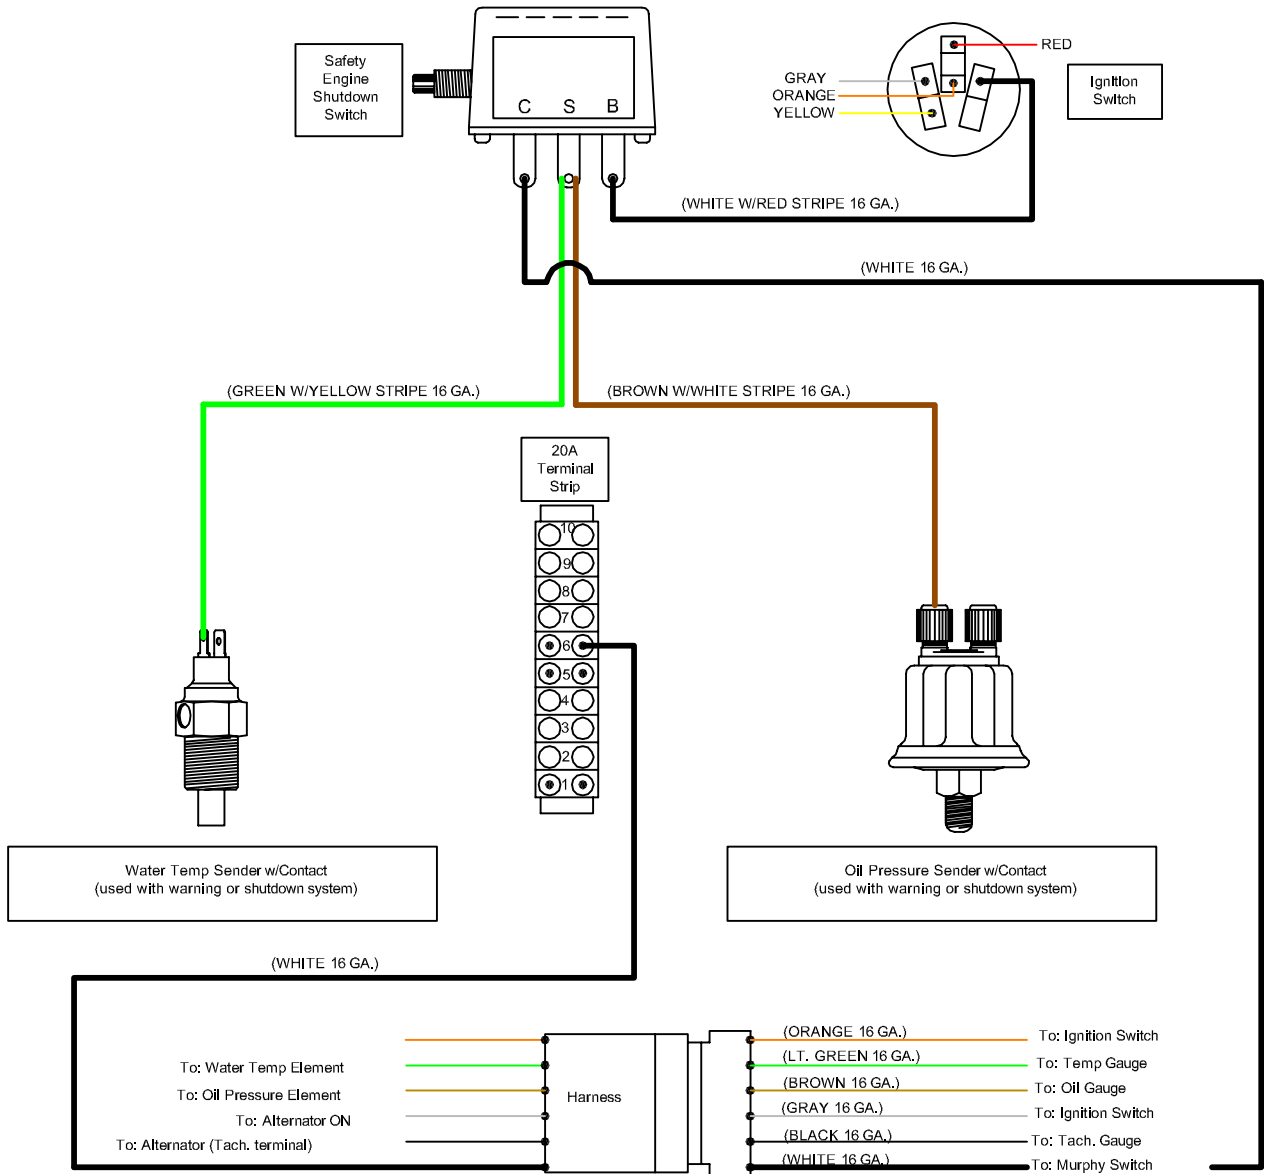 Safety
Engine
Shutdown
Switch
C S B
RED
GRAY
ORANGE
YELLOW
Ignition
Switch
(WHITE W/RED STRIPE 16 GA.)
(WHITE 16 GA.)
(GREEN W/YELLOW STRIPE 16 GA.)
(BROWN W/WHITE STRIPE 16 GA.)
20A
Terminal
Strip
10
9
8
7
6
5
4
3
2
1
Water Temp Sender w/Contact
(used with warning or shutdown system)
Oil Pressure Sender w/Contact
(used with warning or shutdown system)
(WHITE 16 GA.)
To: Water Temp Element
To: Oil Pressure Element
To: Alternator ON
To: Alternator (Tach. terminal)
Harness
(ORANGE 16 GA.)
To: Ignition Switch
(LT. GREEN 16 GA.)
To: Temp Gauge
(BROWN 16 GA.)
To: Oil Gauge
(GRAY 16 GA.)
To: Ignition Switch
(BLACK 16 GA.)
To: Tach. Gauge
(WHITE 16 GA.)
To: Murphy Switch